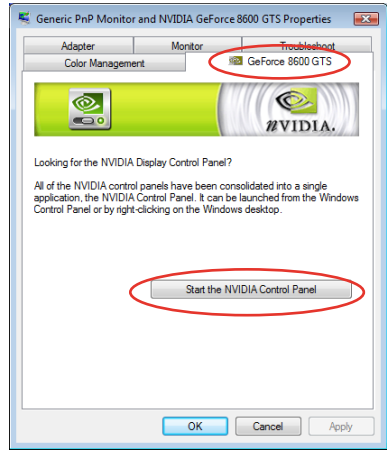 Generic PnP Monitor and NVIDIA GeForce 8600 GTS Properties
Adapter
Monitor
Troubleshoot
Color Management
GeForce 8600 GTS
NVIDIA.
Looking for the NVIDIA Display Control Panel?
All of the NVIDIA control panels have been consolidated into a single
application, the NVIDIA Control Panel. It can be launched from the Windows
Control Panel or by right-clicking on the Windows desktop.
Start the NVIDIA Control Panel
OK
Cancel
Apply